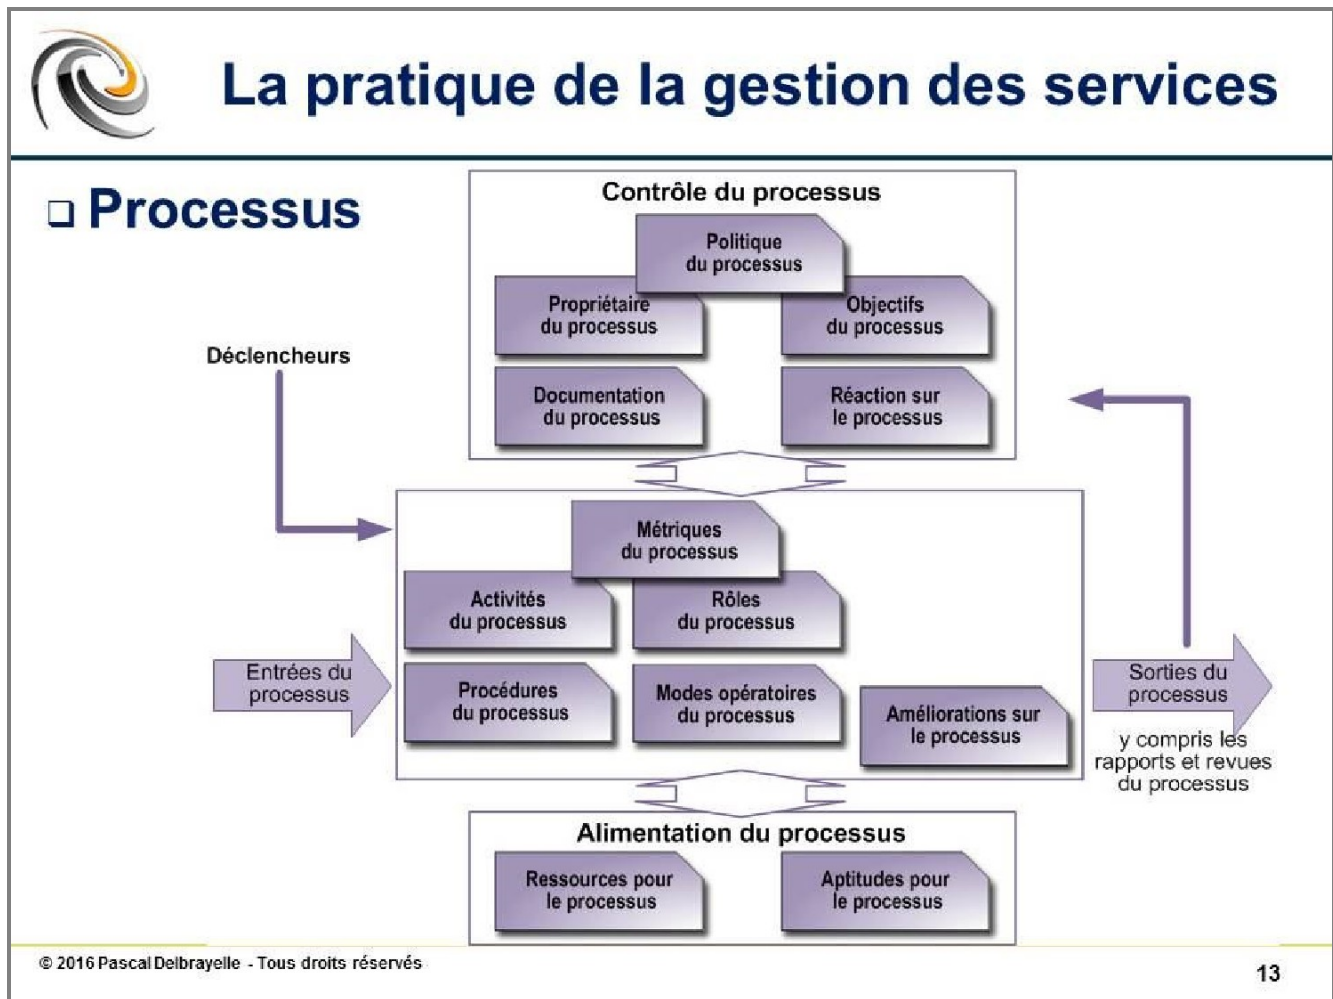 La pratique de la gestion des services
❑ Processus
Contrôle du processus
Politique
du processus
Propriétaire
du processus
Objectifs
du processus
Déclencheurs
Documentation
du processus
Réaction sur
le processus
Métriques
du processus
Activités
du processus
Rôles
du processus
Entrées du
processus
Procédures
du processus
Modes opératoires
du processus
Améliorations sur
le processus
Sorties du
processus
y compris les
rapports et revues
du processus
Alimentation du processus
Ressources pour
le processus
Aptitudes pour
le processus
© 2016 Pascal Delbrayelle - Tous droits réservés
13